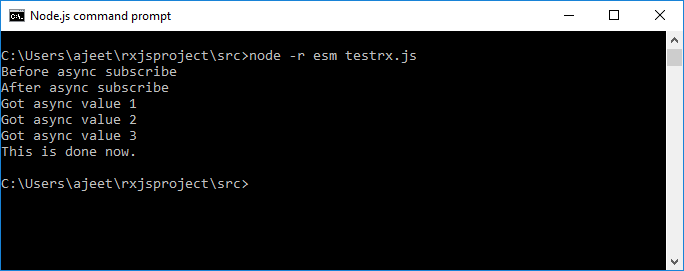 Node.js command prompt
C:\Users\ajeet\rxjsproject\src>node -r esm testrx.js
Before async subscribe
After async subscribe
Got async value 1
Got async value 2
Got async value 3
This is done now.
C:\Users\ajeet\rxjsproject\src>